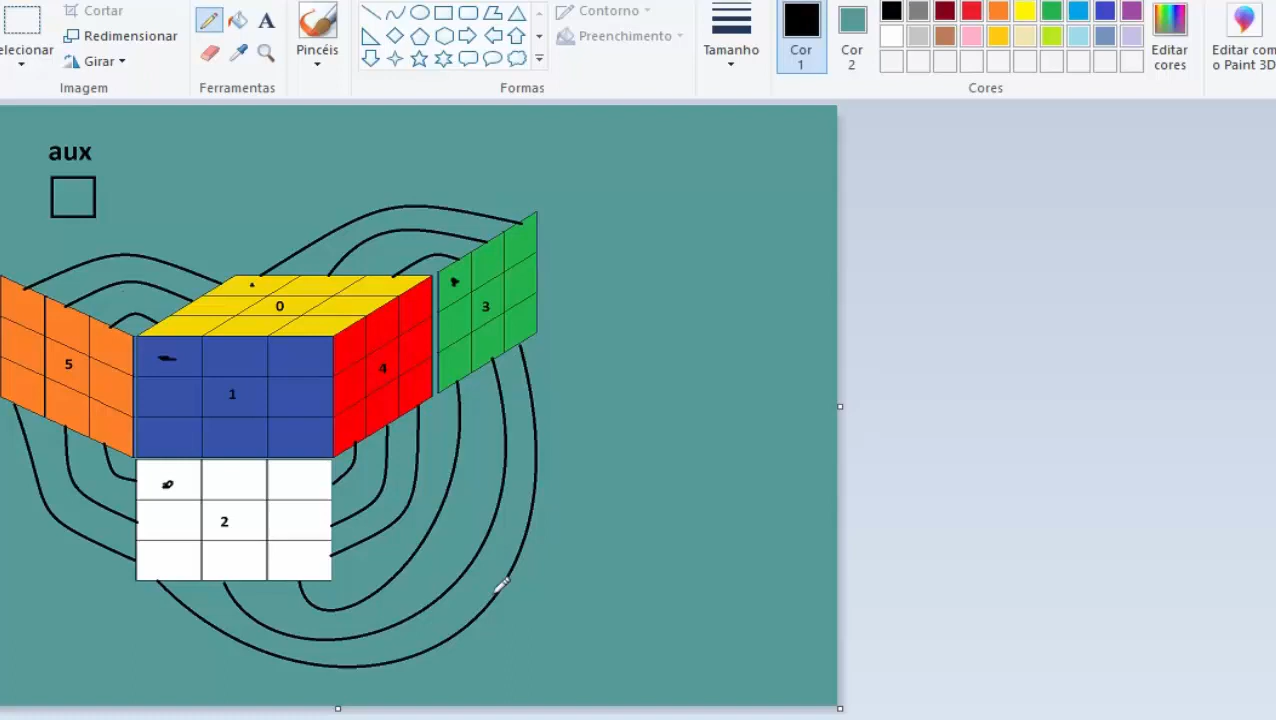 Cortar
Redimensionar
elecionar
Girar
Imagem
A
Ferramentas
Pincéis
Contorno
Preenchimento
Formas
Tamanho
Cor
1
Cor
2
Editar
cores
Cores
Editar com
o Paint 3D
aux
0
3
5
4
1
2